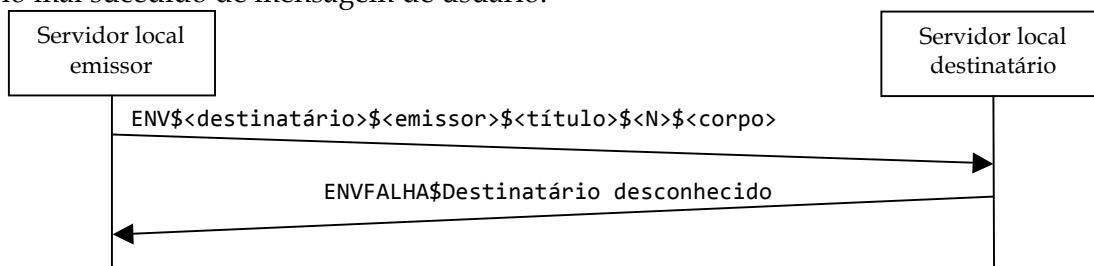 mal sucedido de mensagem de usuário.
Servidor local
emissor
Servidor local
destinatário
ENV$<destinatário>$<emissor>$<título>$<N>$<corpo>
ENVFALHA$Destinatário desconhecido